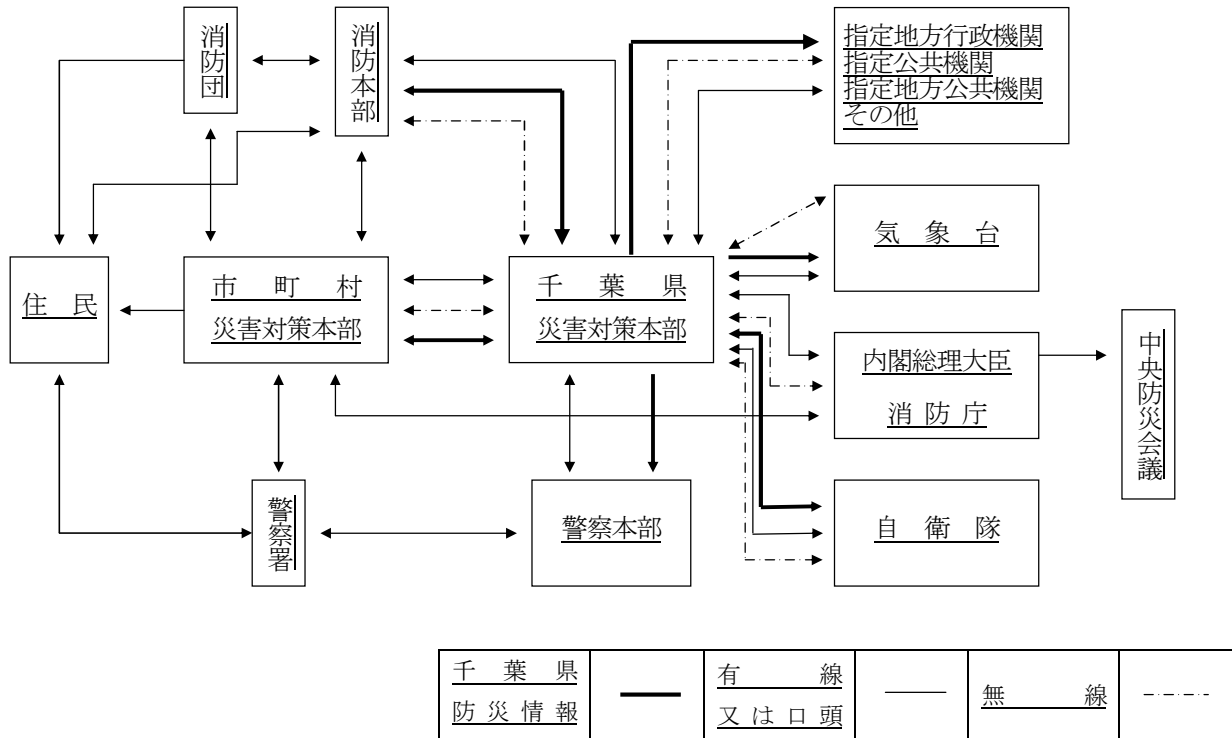 消防団
消防本部
指定地方行政機関
指定公共機関
指定地方公共機関
その他
気象台
住民
市町村
災害対策本部
千葉県
災害対策本部
内閣総理大臣
消防庁
中央防災会議
警察署
警察本部
自衛隊
千葉県
防災情報
有線
又は口頭
無線